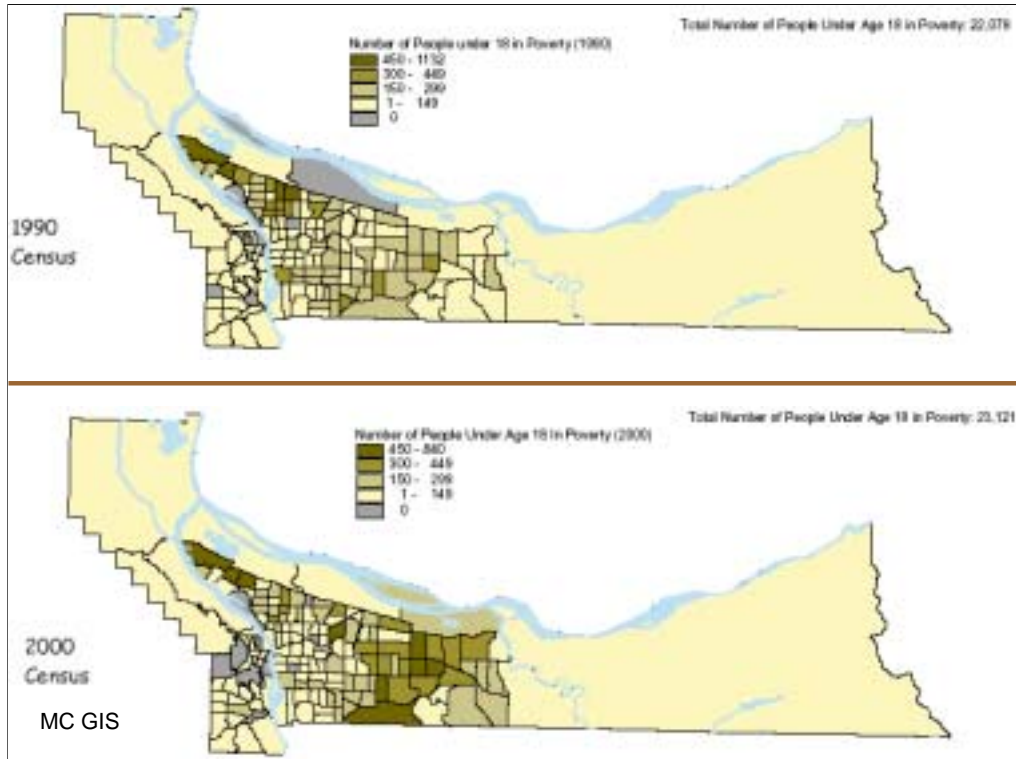 Total Number of People Under Age 18 in Poverty: 22,078
Number of People under 18 in Poverty (1990)
450 - 1132
300 - 449
150 - 299
1 - 149
0
1990
Census
Total Number of People Under Age 18 in Poverty: 23,121
Number of People Under Age 18 In Poverty (2000)
450 - 840
300 - 449
150 - 299
1 - 149
0
2000
Census
MC GIS